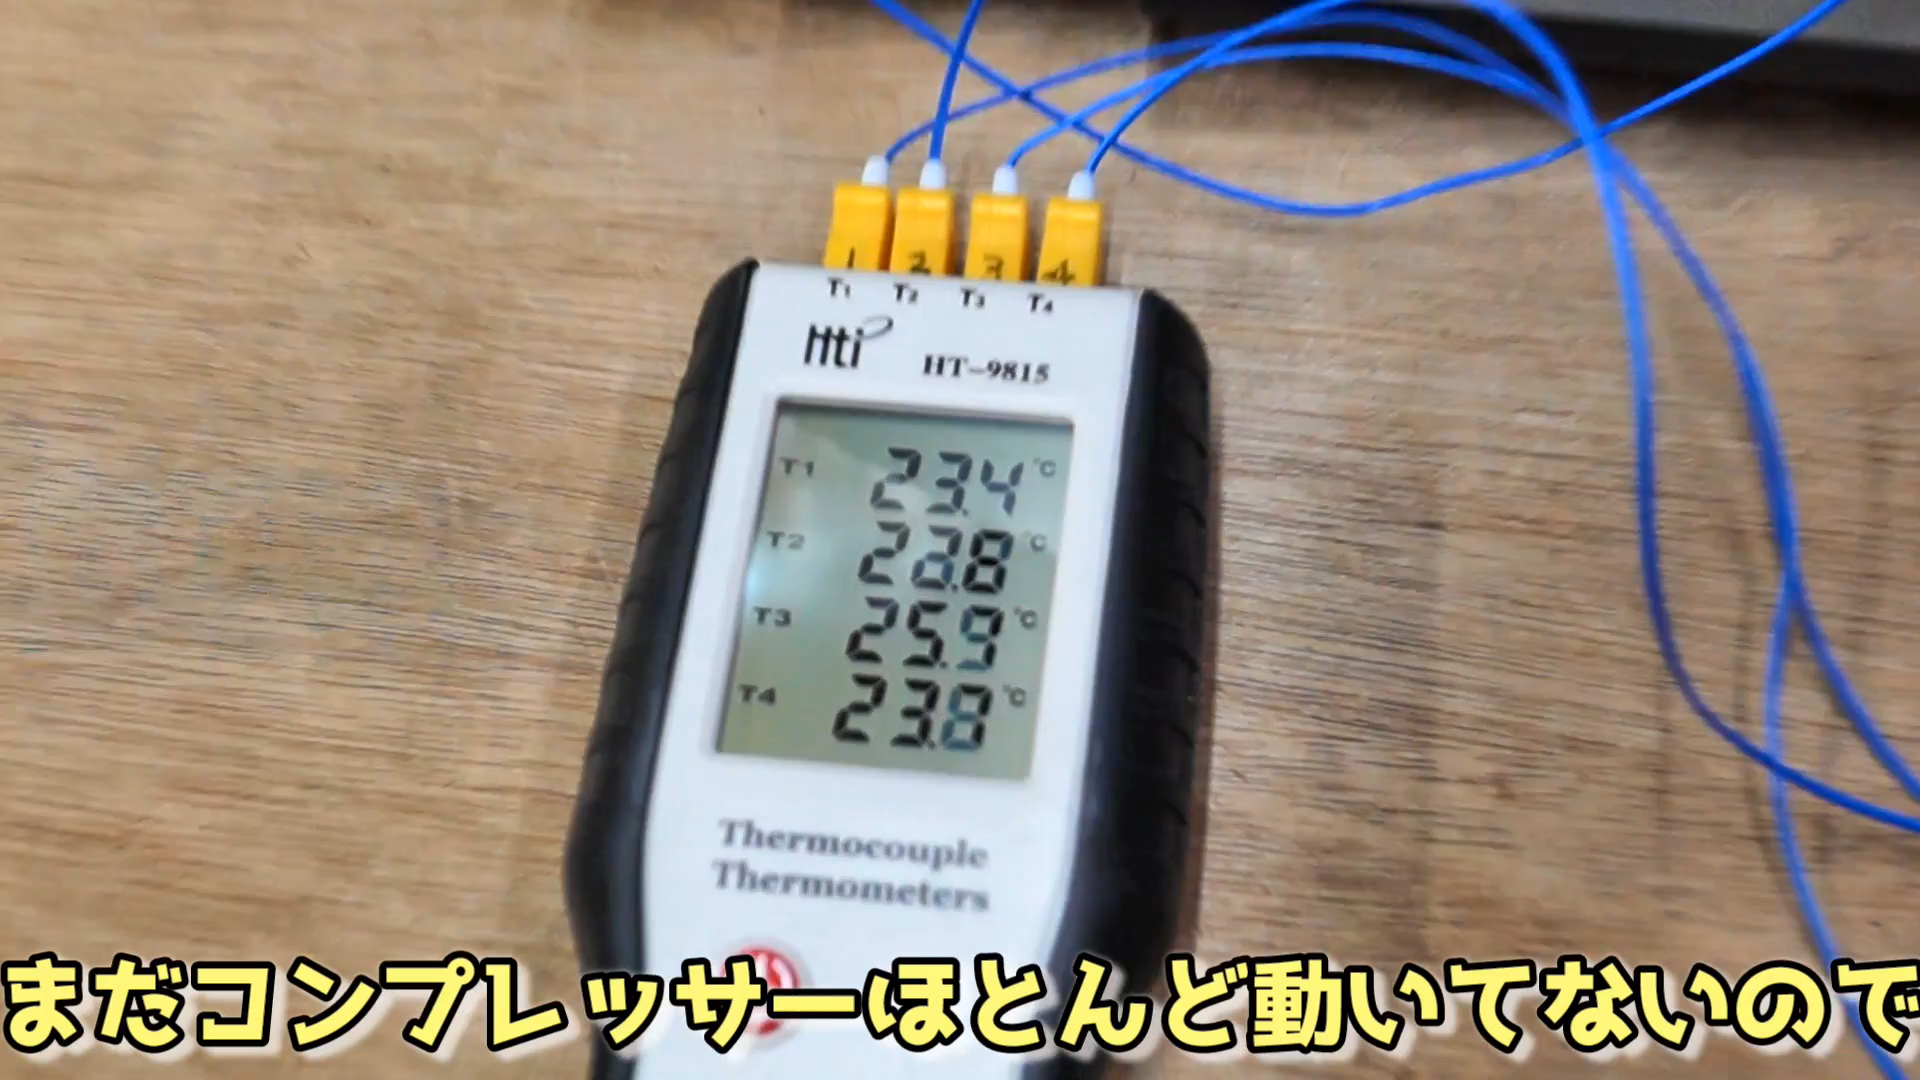 1 2 3 4
T1 T2 T3 T4
Hti
HT-9815
T1 23.4 °C
T2 °C
T3 25.9 °C
T4 23.8 °C
Thermocouple
Thermometers
まだコンプレッサーほとんど動いてないので